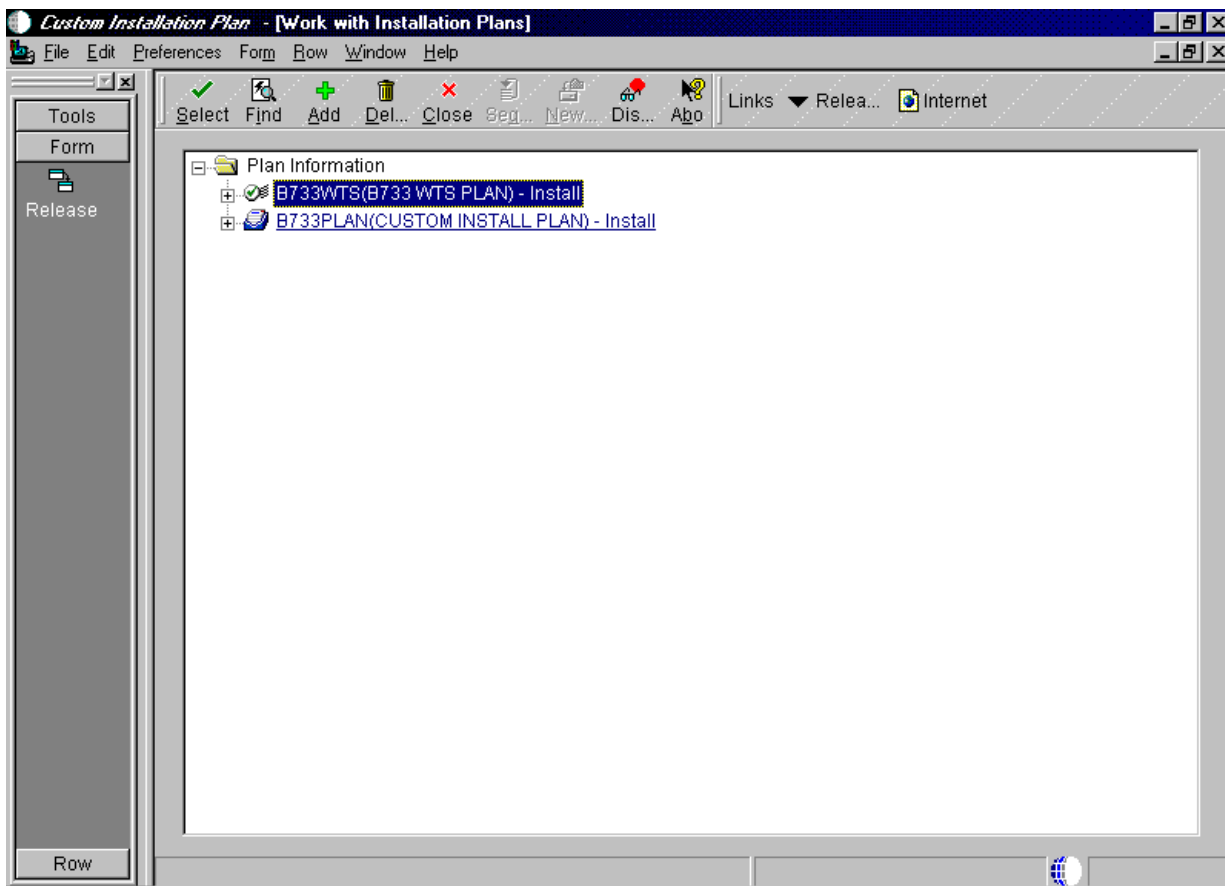 Custom Installation Plan - [Work with Installation Plans]
File Edit Preferences Form Row Window Help
Select Find Add Del... Close Seq... New... Dis... Abo Links Relea... Internet
Tools
Form
Release
Plan Information
B733WTS(B733 WTS PLAN) - Install
B733PLAN(CUSTOM INSTALL PLAN) - Install
Row